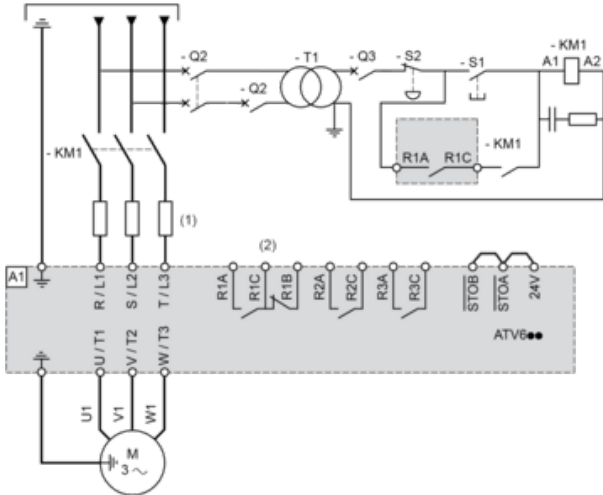 - Q2
- T1
- Q3
- S2
- S1
- KM1
A1
A2
- Q2
R1A
R1C
- KM1
- KM1
(1)
(2)
A1
R / L1
S / L2
T / L3
R1A
R1C
R1B
R2A
R2C
R3A
R3C
STOB
STOA
24V
U / T1
V / T2
W / T3
ATV6●●
U1
V1
W1
M
3 ~